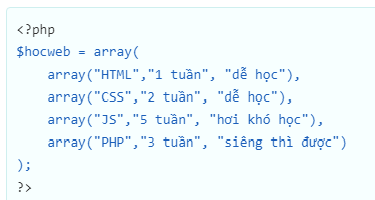 <?php
$hocweb = array(
    array("HTML","1 tuần", "dễ học"),
    array("CSS","2 tuần", "dễ học"),
    array("JS","5 tuần", "hơi khó học"),
    array("PHP","3 tuần", "siêng thì được")
);
?>